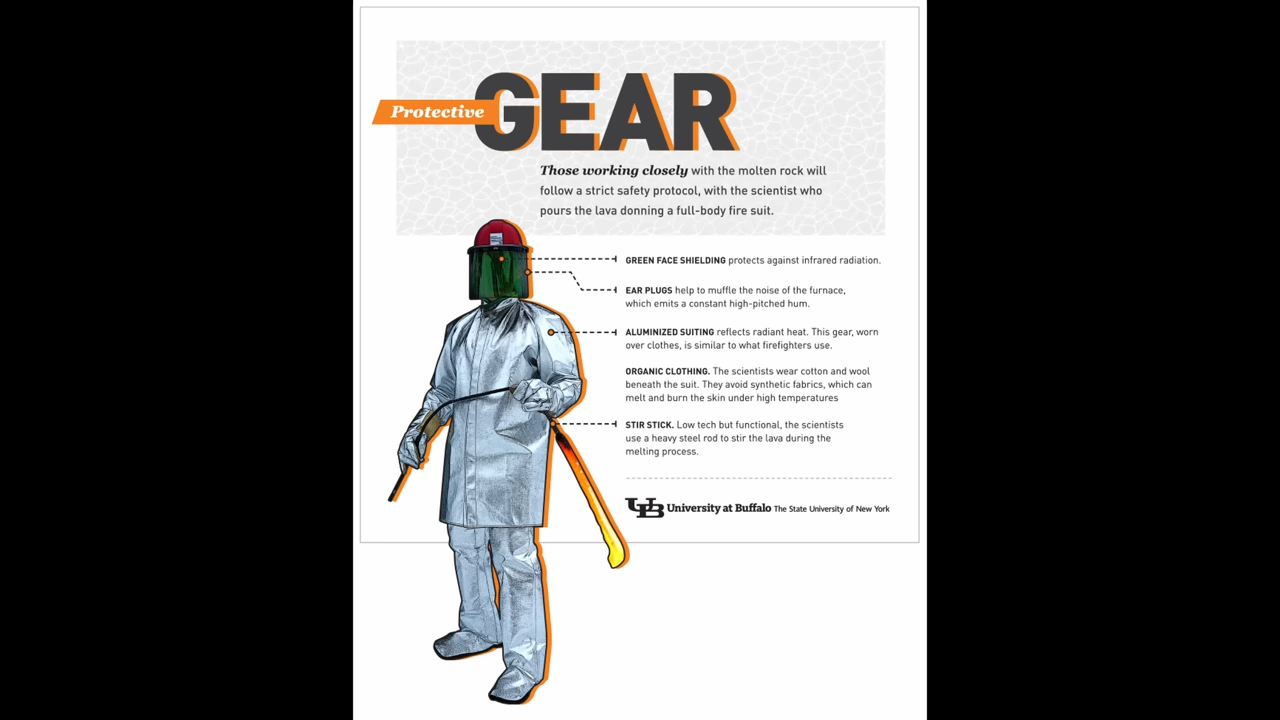 Protective
GEAR
Those working closely with the molten rock will
follow a strict safety protocol, with the scientist who
pours the lava donning a full-body fire suit.
GREEN FACE SHIELDING protects against infrared radiation.
EAR PLUGS help to muffle the noise of the furnace,
which emits a constant high-pitched hum.
ALUMINIZED SUITING reflects radiant heat. This gear, worn
over clothes, is similar to what firefighters use.
ORGANIC CLOTHING. The scientists wear cotton and wool
beneath the suit. They avoid synthetic fabrics, which can
melt and burn the skin under high temperatures
STIR STICK. Low tech but functional, the scientists
use a heavy steel rod to stir the lava during the
melting process.
UB University at Buffalo The State University of New York